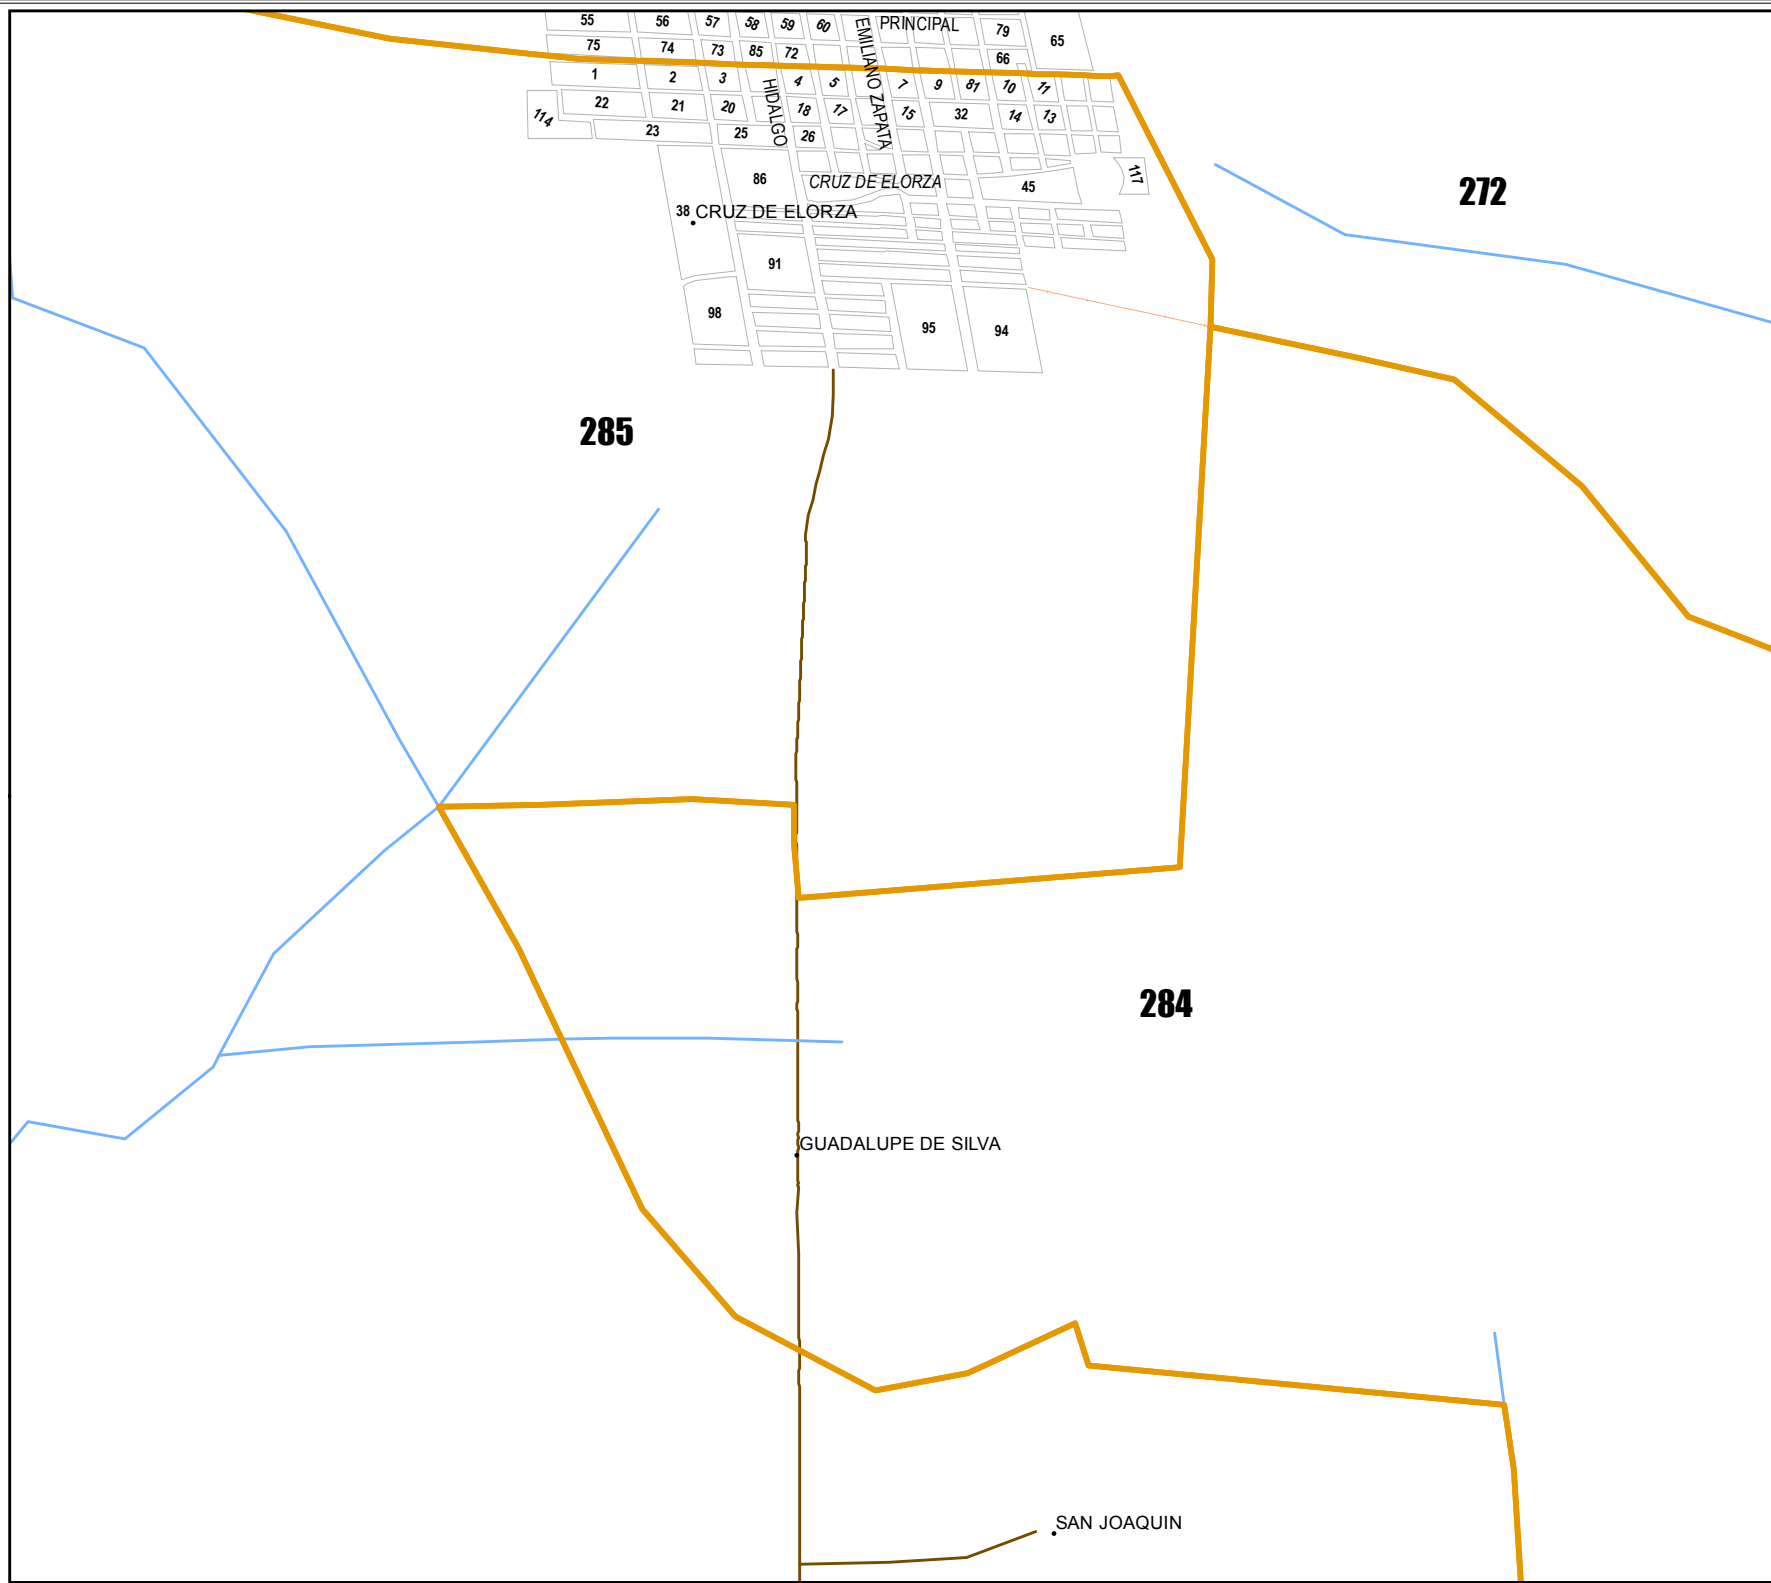 55 56 57 58 59 60 PRINCIPAL 79 65
75 74 73 85 72 EMILIANO ZAPATA 66
1 2 3 HIDALGO 4 5 7 9 81 10 11
114 22 21 20 18 17 15 32 14 13
23 25 26
86 CRUZ DE ELORZA 45 117 272
38 CRUZ DE ELORZA
91
98 95 94
285
284
GUADALUPE DE SILVA
SAN JOAQUIN